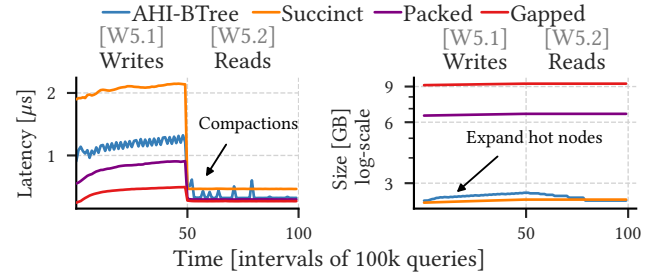 AHI-BTree Succinct Packed Gapped
[W5.1] [W5.2] [W5.1] [W5.2]
Writes Reads Writes Reads
Latency [μs]
2
1
Compactions
50 100
Size [GB]
log-scale
9
6
3
Expand hot nodes
50 100
Time [intervals of 100k queries]